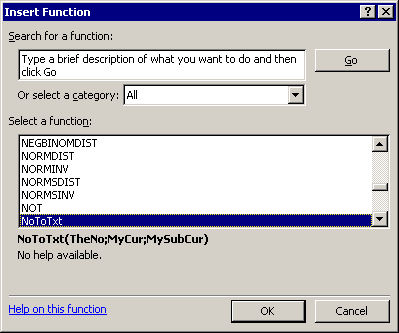 Insert Function
Search for a function:
Type a brief description of what you want to do and then
click Go
Go
Or select a category: All
Select a function:
NEGBINOMDIST
NORMDIST
NORMINV
NORMSDIST
NORMSINV
NOT
NoToTxt
NoToTxt(TheNo;MyCur;MySubCur)
No help available.
Help on this function
OK
Cancel